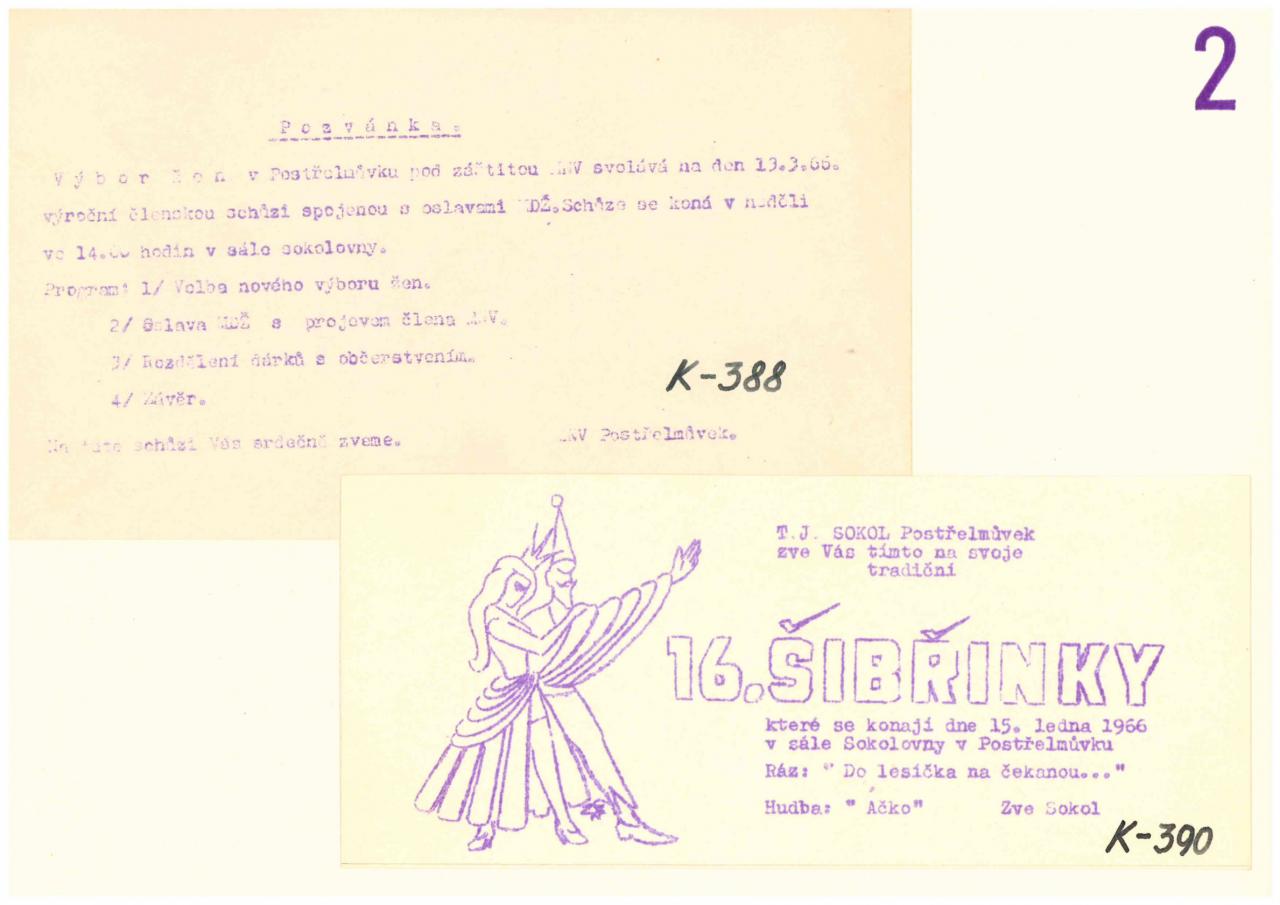 2
Pozvánka.
Výbor žen v Postřelmůvku pod záštitou MNV svolává na den 13.3.66.
výroční členskou schůzi spojenou s oslavami MDŽ.Schůze se koná v neděli
ve 14.00 hodin v sále sokolovny.
Program: 1/ Volba nového výboru žen.
2/ Oslava MDŽ s projevem člena MNV.
3/ Rozdělení dárků s občerstvením.
4/ Závěr.
K-388
Na tuto schůzi Vás srdečně zveme. MNV Postřelmůvek.
T.J. SOKOL Postřelmůvek
zve Vás tímto na svoje
tradiční
16. ŠIBŘINKY
které se konají dne 15. ledna 1966
v sále Sokolovny v Postřelmůvku
Ráz: " Do lesíčka na čekanou..."
Hudba: " Áčko" Zve Sokol
K-390